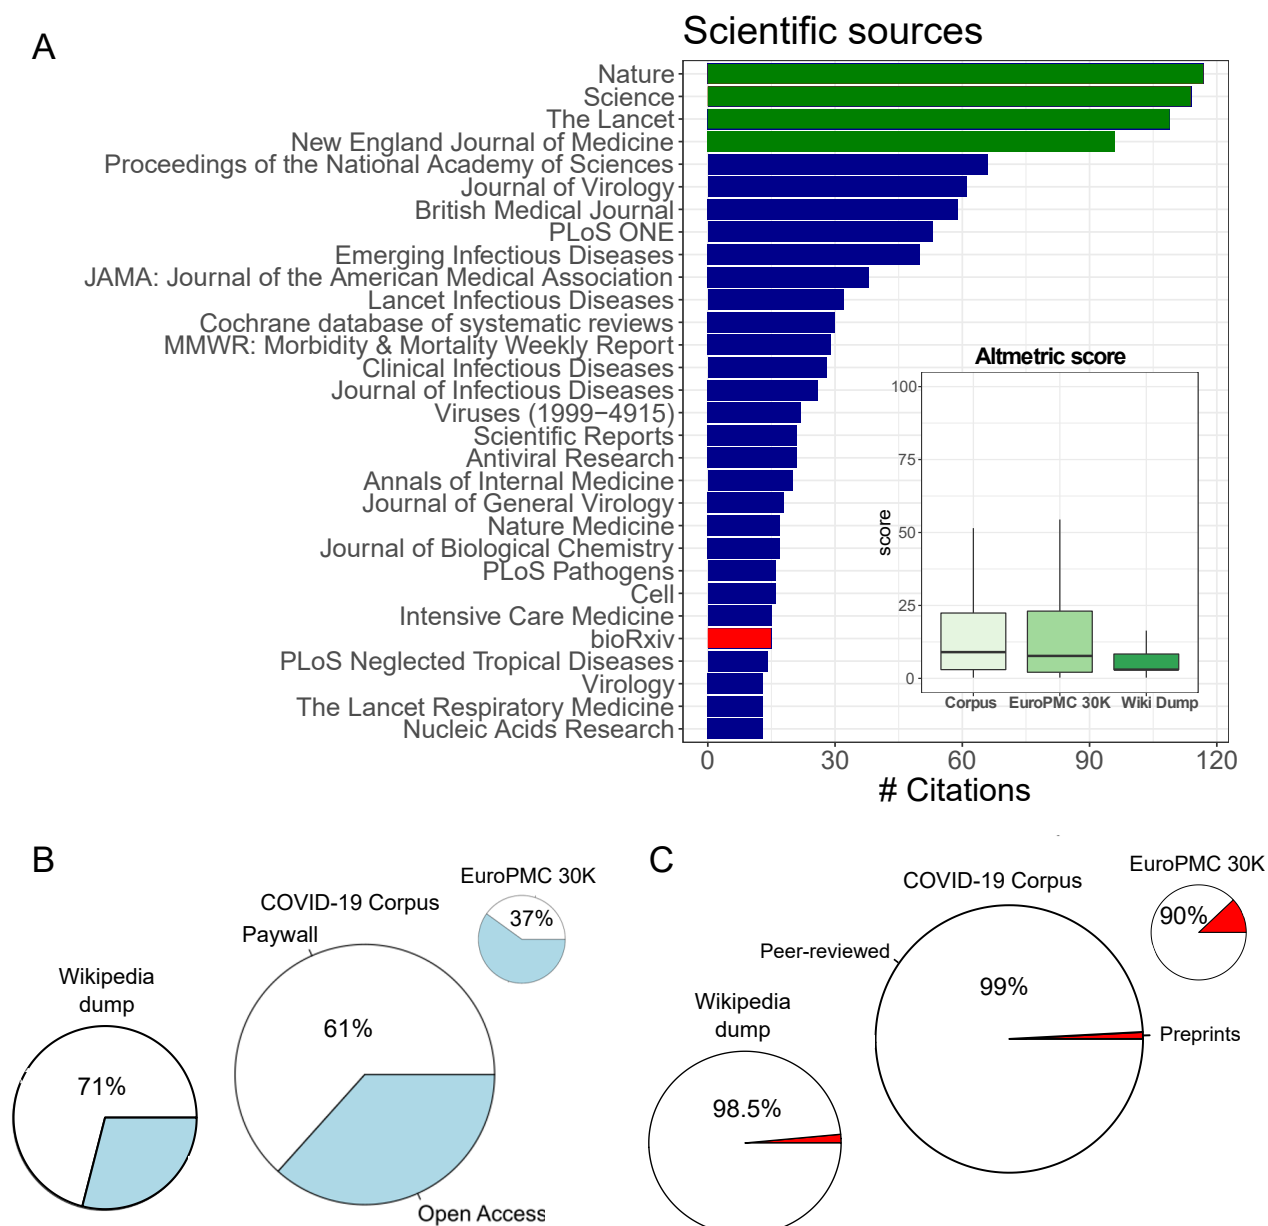 A
Scientific sources
Nature
Science
The Lancet
New England Journal of Medicine
Proceedings of the National Academy of Sciences
Journal of Virology
British Medical Journal
PLoS ONE
Emerging Infectious Diseases
JAMA: Journal of the American Medical Association
Lancet Infectious Diseases
Cochrane database of systematic reviews
MMWR: Morbidity & Mortality Weekly Report
Clinical Infectious Diseases
Journal of Infectious Diseases
Viruses (1999−4915)
Scientific Reports
Antiviral Research
Annals of Internal Medicine
Journal of General Virology
Nature Medicine
Journal of Biological Chemistry
PLoS Pathogens
Cell
Intensive Care Medicine
bioRxiv
PLoS Neglected Tropical Diseases
Virology
The Lancet Respiratory Medicine
Nucleic Acids Research
0 30 60 90 120
# Citations
Altmetric score
100
75
50
25
0
score
Corpus EuroPMC 30K Wiki Dump
B
EuroPMC 30K
37%
COVID-19 Corpus
Paywall
61%
Open Access
Wikipedia
dump
71%
C
EuroPMC 30K
90%
COVID-19 Corpus
Peer-reviewed
99%
Preprints
Wikipedia
dump
98.5%